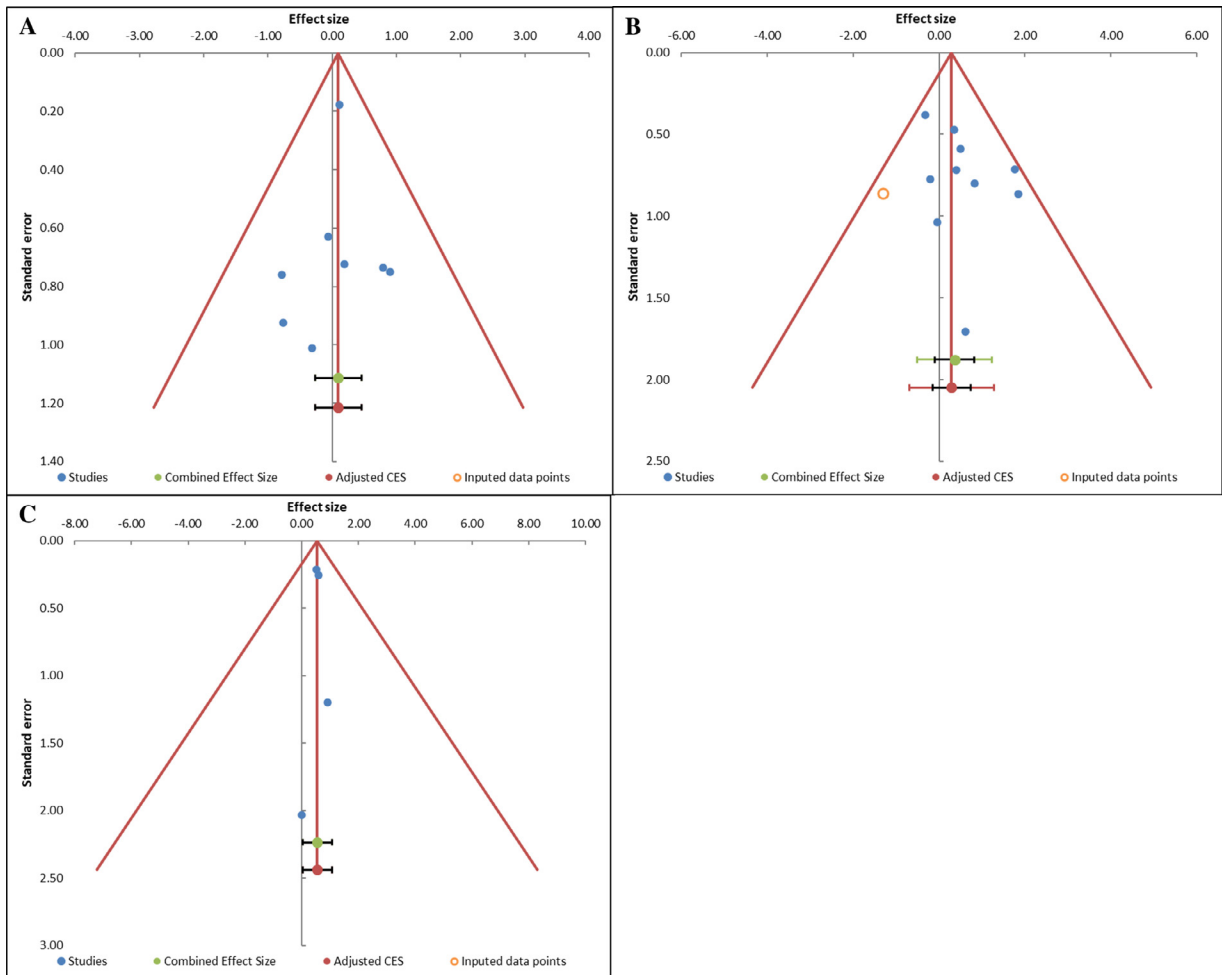 A
Effect size
-4.00 -3.00 -2.00 -1.00 0.00 1.00 2.00 3.00 4.00
0.00
0.20
0.40
0.60
0.80
1.00
1.20
1.40
Standard error
Studies Combined Effect Size Adjusted CES Inputed data points
B
Effect size
-6.00 -4.00 -2.00 0.00 2.00 4.00 6.00
0.00
0.50
1.00
1.50
2.00
2.50
Standard error
Studies Combined Effect Size Adjusted CES Inputed data points
C
Effect size
-8.00 -6.00 -4.00 -2.00 0.00 2.00 4.00 6.00 8.00 10.00
0.00
0.50
1.00
1.50
2.00
2.50
3.00
Standard error
Studies Combined Effect Size Adjusted CES Inputed data points